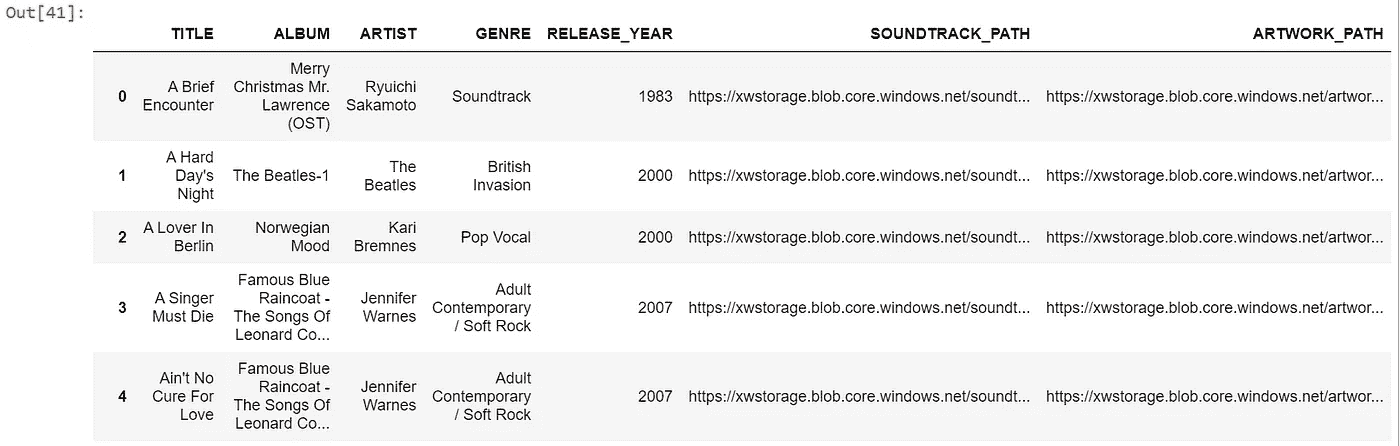 Out[41]:
TITLE ALBUM ARTIST GENRE RELEASE_YEAR SOUNDTRACK_PATH ARTWORK_PATH
0 A Brief Encounter Merry Christmas Mr. Lawrence (OST) Ryuichi Sakamoto Soundtrack 1983 https://xwstorage.blob.core.windows.net/soundt... https://xwstorage.blob.core.windows.net/artwor...
1 A Hard Day's Night The Beatles-1 The Beatles British Invasion 2000 https://xwstorage.blob.core.windows.net/soundt... https://xwstorage.blob.core.windows.net/artwor...
2 A Lover In Berlin Norwegian Mood Kari Bremnes Pop Vocal 2000 https://xwstorage.blob.core.windows.net/soundt... https://xwstorage.blob.core.windows.net/artwor...
3 A Singer Must Die Famous Blue Raincoat - The Songs Of Leonard Co... Jennifer Warnes Adult Contemporary / Soft Rock 2007 https://xwstorage.blob.core.windows.net/soundt... https://xwstorage.blob.core.windows.net/artwor...
4 Ain't No Cure For Love Famous Blue Raincoat - The Songs Of Leonard Co... Jennifer Warnes Adult Contemporary / Soft Rock 2007 https://xwstorage.blob.core.windows.net/soundt... https://xwstorage.blob.core.windows.net/artwor...